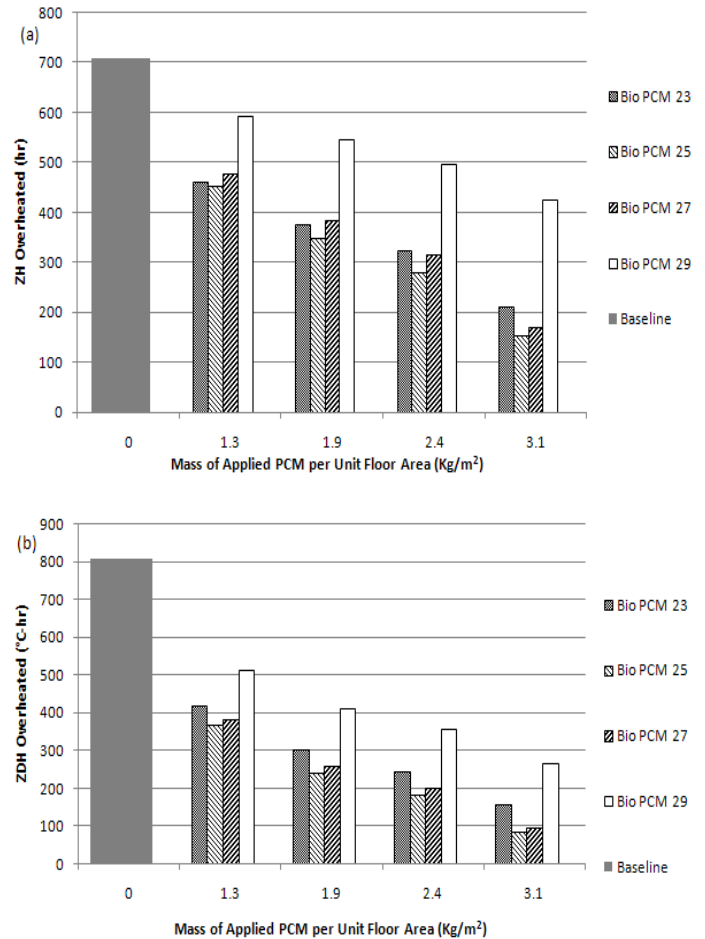 (a)
ZH Overheated (hr)
800
700
600
500
400
300
200
100
0
0 1.3 1.9 2.4 3.1
Mass of Applied PCM per Unit Floor Area (Kg/m²)
Bio PCM 23
Bio PCM 25
Bio PCM 27
Bio PCM 29
Baseline
(b)
ZDH Overheated (°C-hr)
900
800
700
600
500
400
300
200
100
0
0 1.3 1.9 2.4 3.1
Mass of Applied PCM per Unit Floor Area (Kg/m²)
Bio PCM 23
Bio PCM 25
Bio PCM 27
Bio PCM 29
Baseline